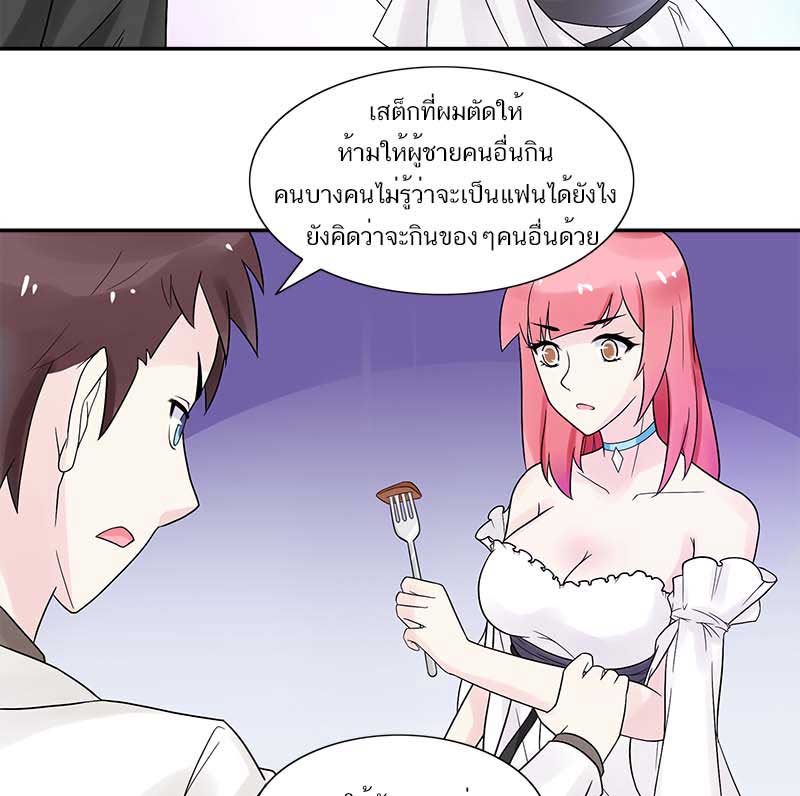 เสต็กที่ผมตัดให้
ห้ามให้ผู้ชายคนอื่นกิน
คนบางคนไม่รู้ว่าจะเป็นแฟนได้ยังไง
ยังคิดว่าจะกินของๆคนอื่นด้วย